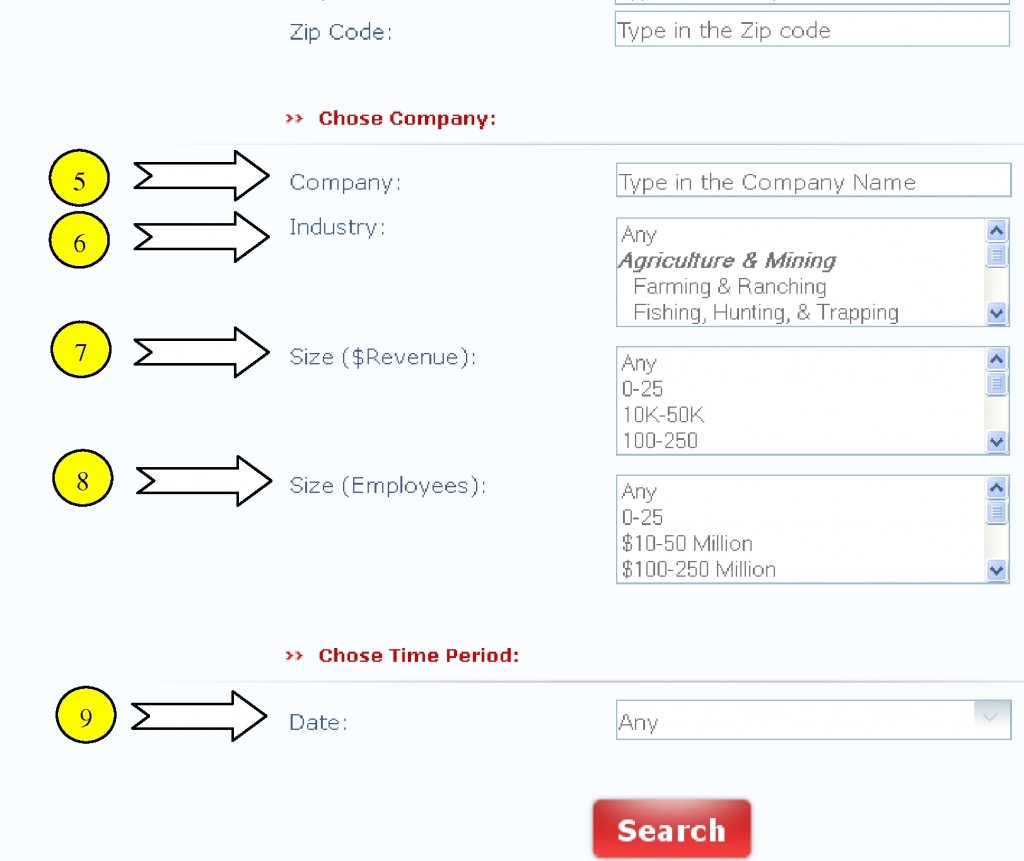 Zip Code: Type in the Zip code
>> Chose Company:
5 Company: Type in the Company Name
6 Industry: Any
Agriculture & Mining
Farming & Ranching
Fishing, Hunting, & Trapping
7 Size ($Revenue): Any
0-25
10K-50K
100-250
8 Size (Employees): Any
0-25
$10-50 Million
$100-250 Million
>> Chose Time Period:
9 Date: Any
Search